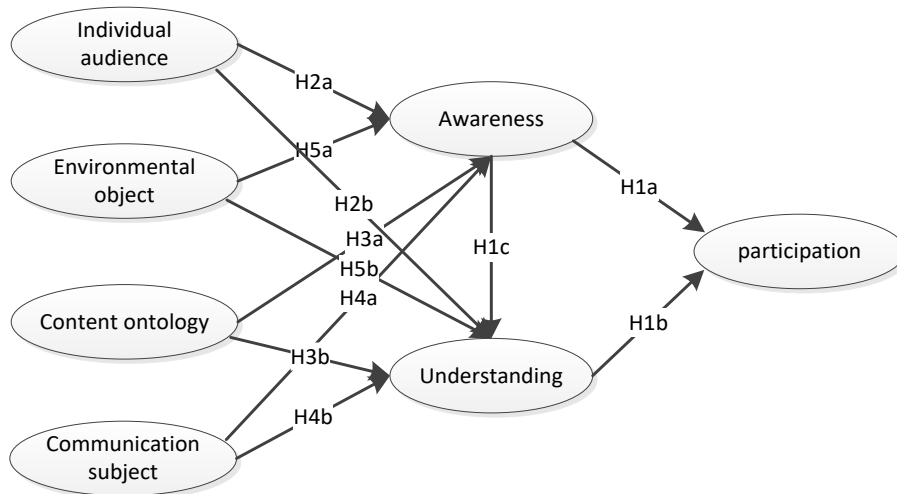 Individual
audience
H2a
Awareness
Environmental
object
H5a
H1a
H2b
H3a
H1c
participation
H5b
H4a
Content ontology
H1b
H3b
Understanding
H4b
Communication
subject